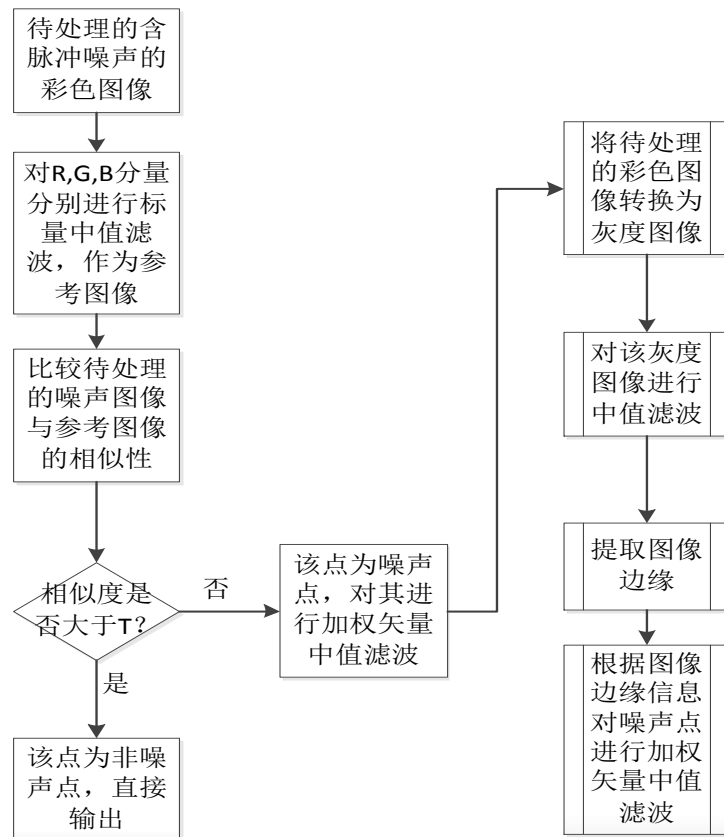 待处理的含
脉冲噪声的
彩色图像
对R,G,B分量
分别进行标
量中值滤
波，作为参
考图像
比较待处理
的噪声图像
与参考图像
的相似性
相似度是
否大于T？
否
是
该点为非噪
声点，直接
输出
该点为噪声
点，对其进
行加权矢量
中值滤波
将待处理
的彩色图
像转换为
灰度图像
对该灰度
图像进行
中值滤波
提取图像
边缘
根据图像
边缘信息
对噪声点
进行加权
矢量中值
滤波